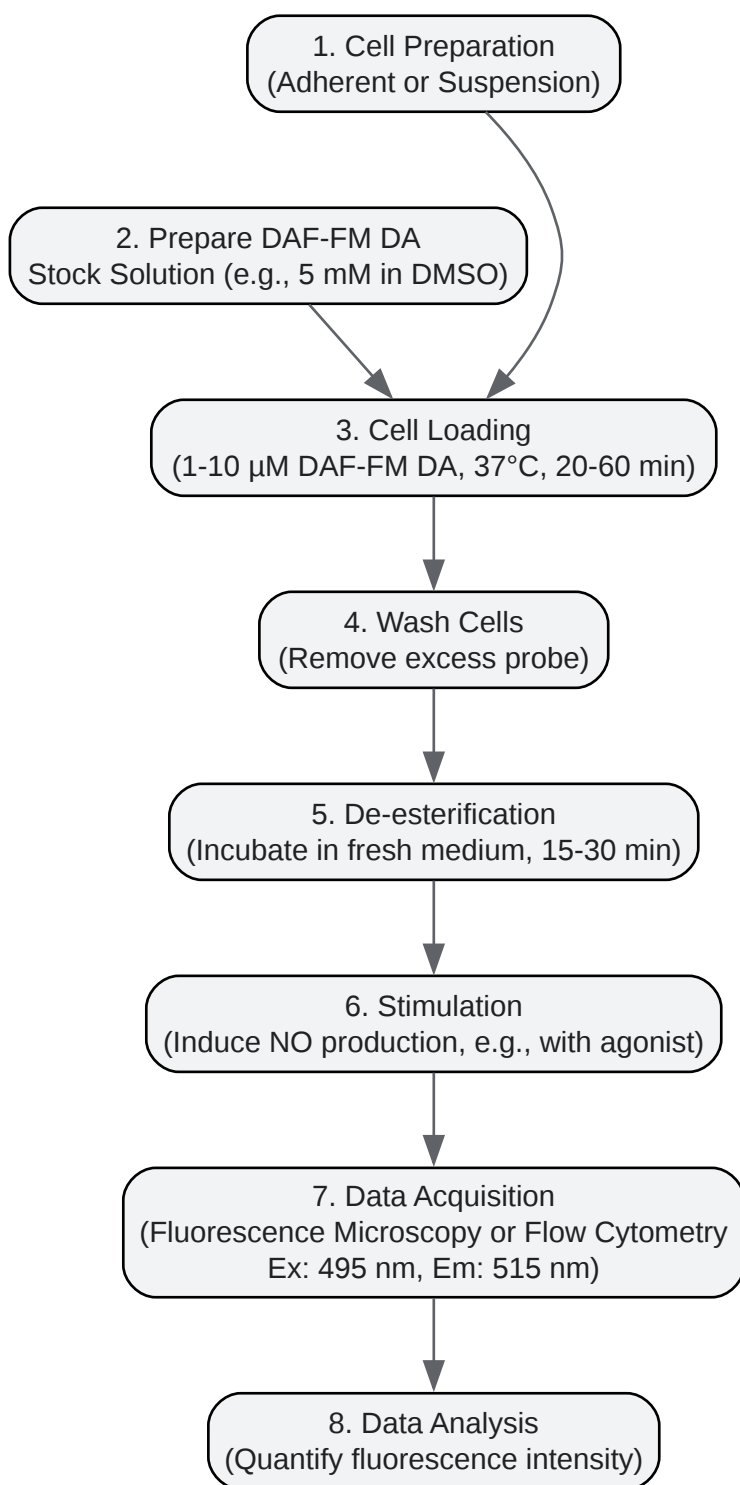 1. Cell Preparation
(Adherent or Suspension)
2. Prepare DAF-FM DA
Stock Solution (e.g., 5 mM in DMSO)
3. Cell Loading
(1-10 µM DAF-FM DA, 37°C, 20-60 min)
4. Wash Cells
(Remove excess probe)
5. De-esterification
(Incubate in fresh medium, 15-30 min)
6. Stimulation
(Induce NO production, e.g., with agonist)
7. Data Acquisition
(Fluorescence Microscopy or Flow Cytometry
Ex: 495 nm, Em: 515 nm)
8. Data Analysis
(Quantify fluorescence intensity)